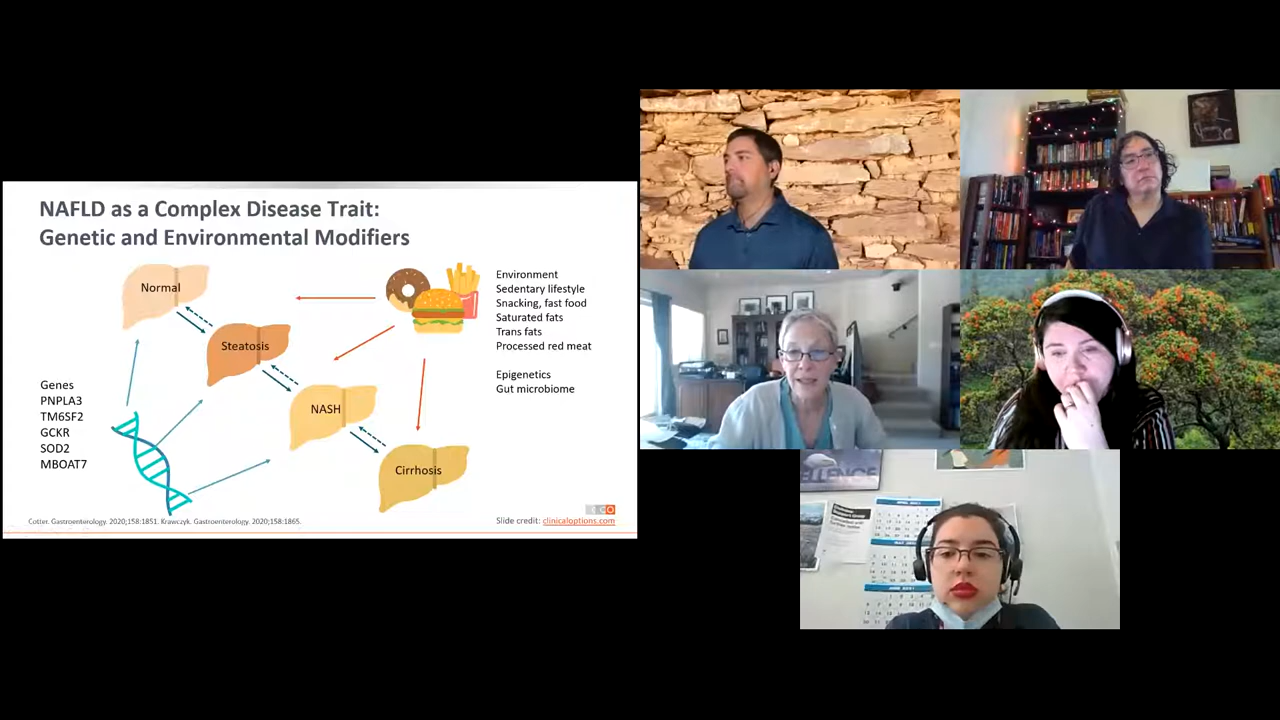 NAFLD as a Complex Disease Trait:
Genetic and Environmental Modifiers
Normal
Steatosis
NASH
Cirrhosis
Environment
Sedentary lifestyle
Snacking, fast food
Saturated fats
Trans fats
Processed red meat
Epigenetics
Gut microbiome
Genes
PNPLA3
TM6SF2
GCKR
SOD2
MBOAT7
Cotter. Gastroenterology. 2020;158:1851. Krawczyk. Gastroenterology. 2020;158:1865.
CCO
Slide credit: clinicaloptions.com
ELLENCE